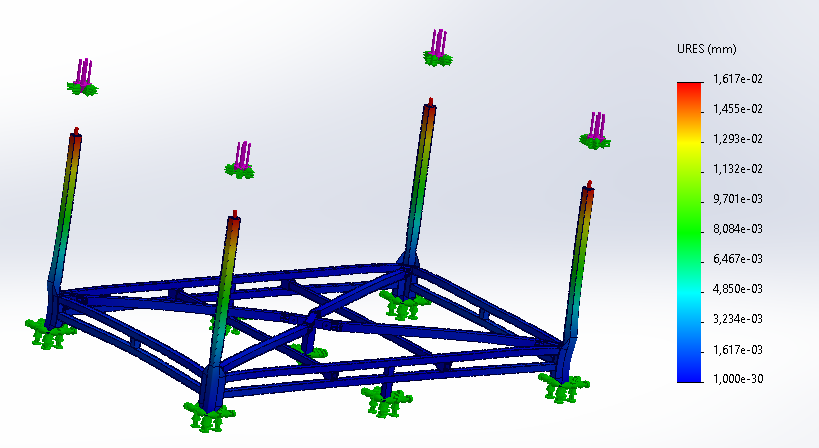 URES (mm)
1,617e-02
1,455e-02
1,293e-02
1,132e-02
9,701e-03
8,084e-03
6,467e-03
4,850e-03
3,234e-03
1,617e-03
1,000e-30